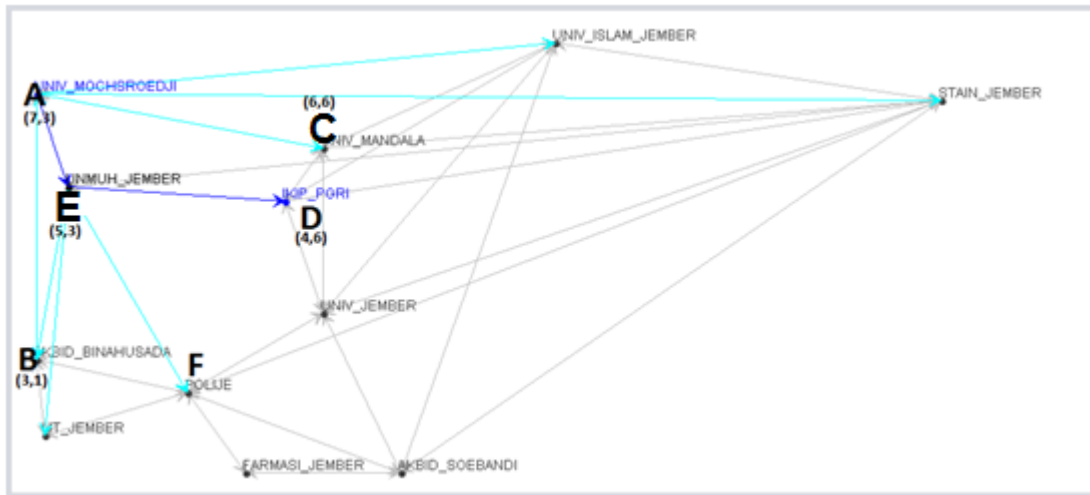 UNIV_ISLAM_JEMBER
A UNIV_MOCHSROEDJI
(7,3)
STAIN_JEMBER
(6,6)
C
UNIV_MANDALA
UNMUH_JEMBER
E
(5,3)
IKIP_PGRI
D
(4,6)
UNIV_JEMBER
B AKBID_BINAHUSADA
(3,1)
F
POLIJE
UT_JEMBER
FARMASI_JEMBER
AKBID_SOEBANDI